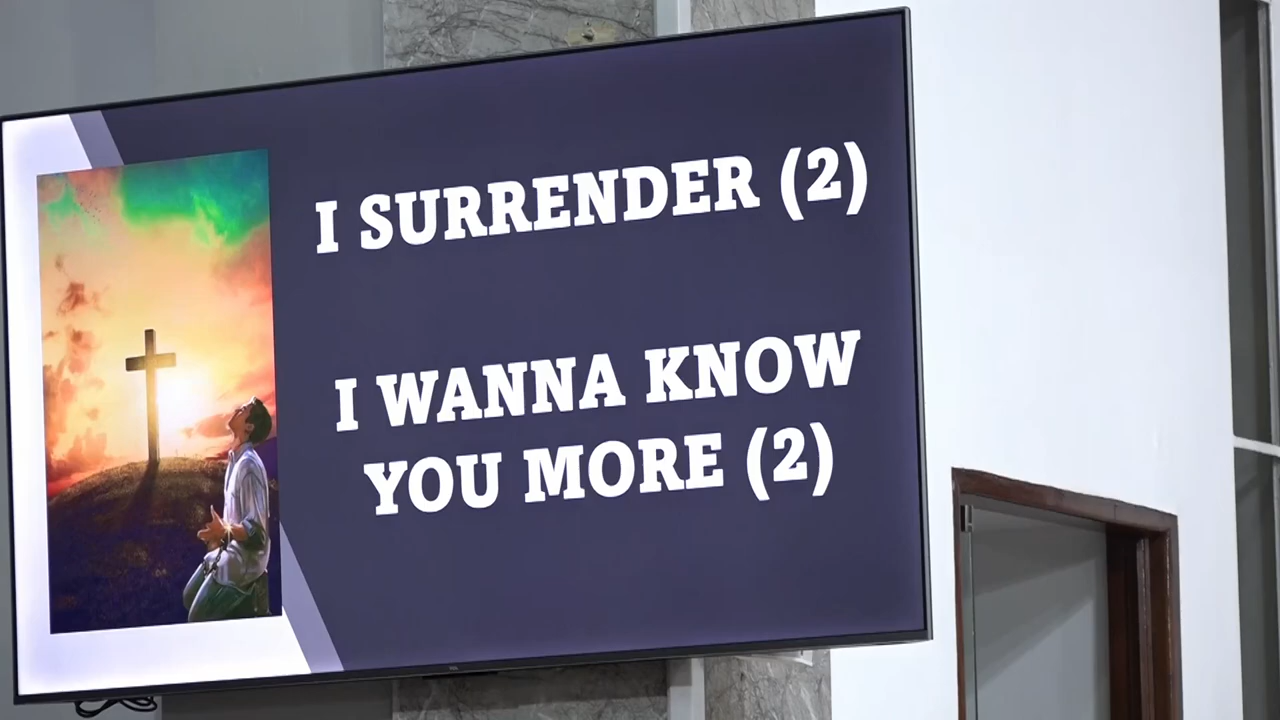 I SURRENDER (2)
I WANNA KNOW
YOU MORE (2)